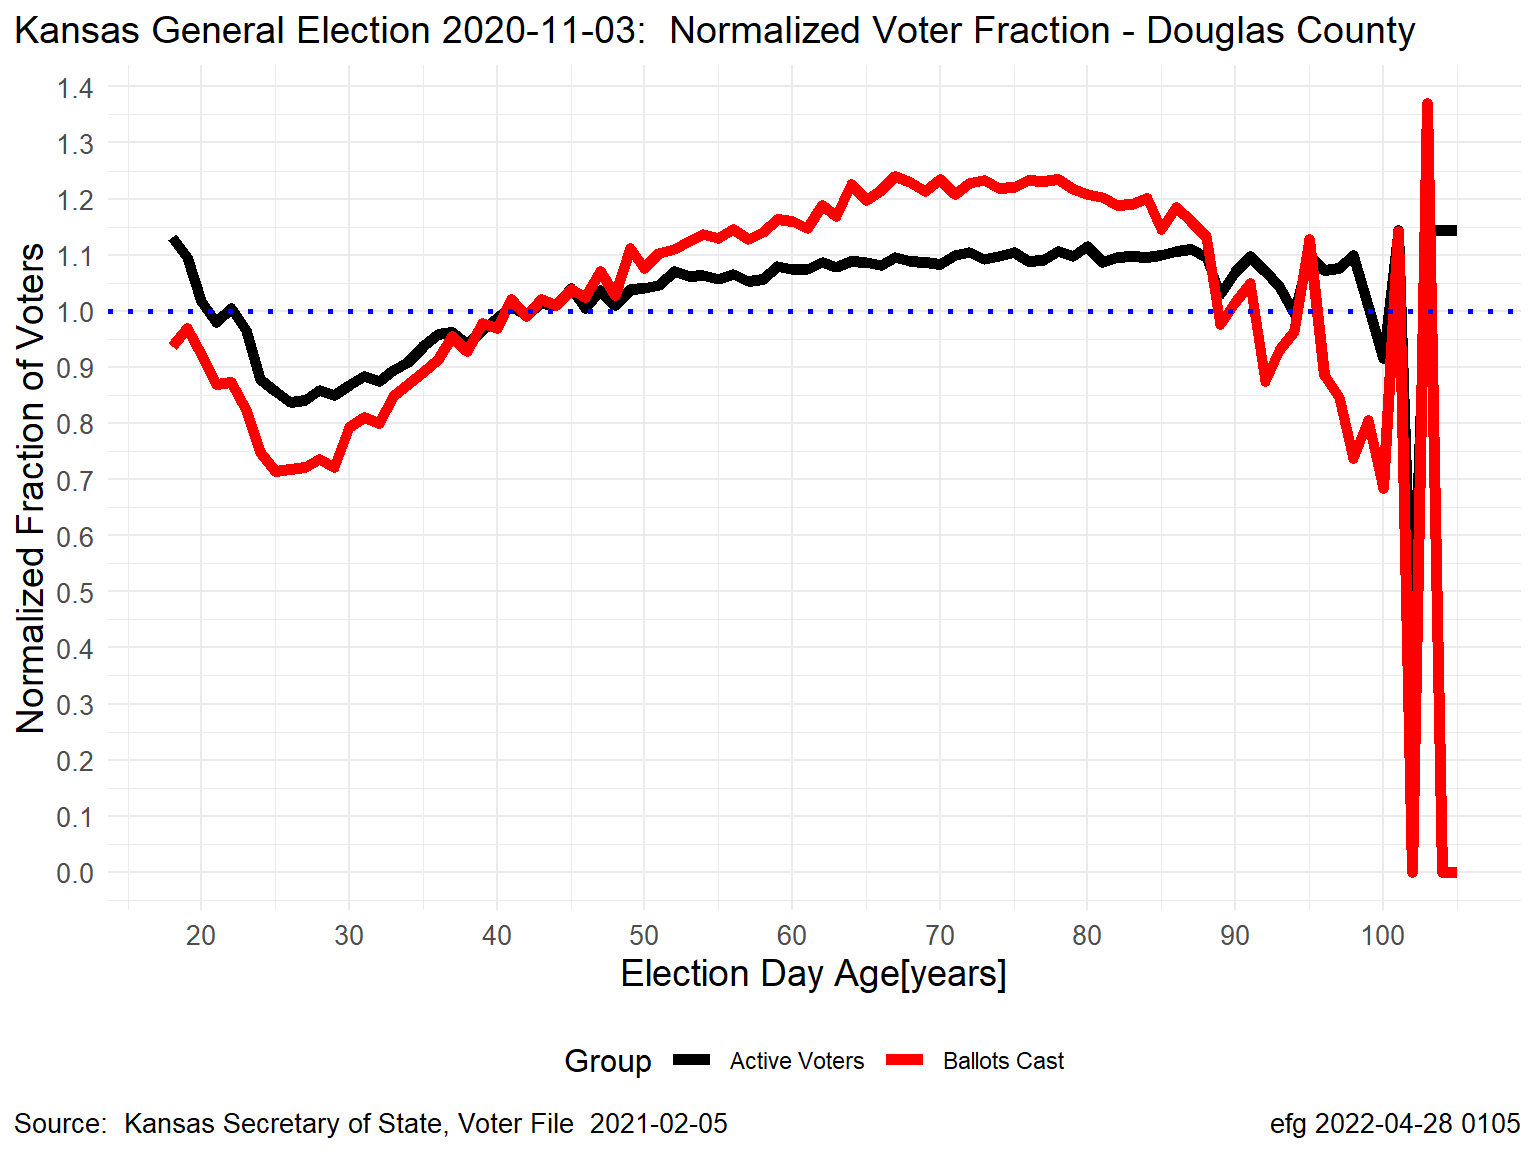 Kansas General Election 2020-11-03:  Normalized Voter Fraction - Douglas County
Normalized Fraction of Voters
1.4
1.3
1.2
1.1
1.0
0.9
0.8
0.7
0.6
0.5
0.4
0.3
0.2
0.1
0.0
20 30 40 50 60 70 80 90 100
Election Day Age[years]
Group Active Voters Ballots Cast
Source:  Kansas Secretary of State, Voter File  2021-02-05 efg 2022-04-28 0105